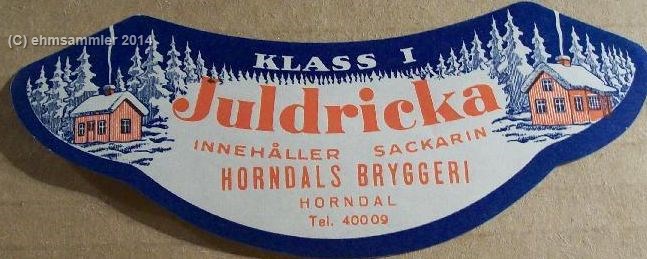 (C) ehmsammler 2014
KLASS I
Juldricka
INNEHÅLLER SACKARIN
HORNDALS BRYGGERI
HORNDAL
Tel. 40009